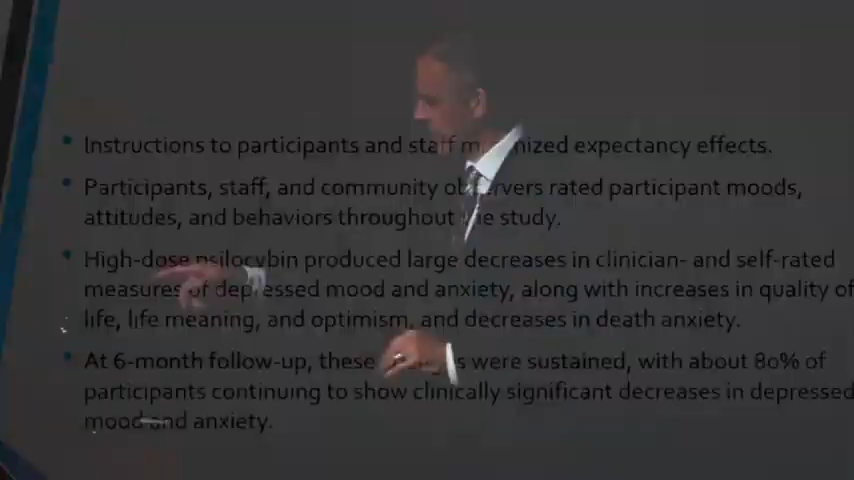 Instructions to participants and staff m nized expectancy effects.
Participants, staff, and community observers rated participant moods,
attitudes, and behaviors throughout the study.
High-dose psilocybin produced large decreases in clinician- and self-rated
measures of depressed mood and anxiety, along with increases in quality of
life, life meaning, and optimism, and decreases in death anxiety.
At 6-month follow-up, these were sustained, with about 80% of
participants continuing to show clinically significant decreases in depressed
mood and anxiety.